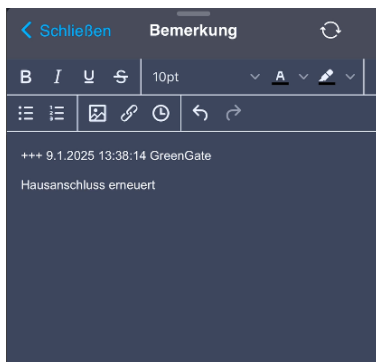 Schließen
Bemerkung
B I U S 10pt A
+++ 9.1.2025 13:38:14 GreenGate
Hausanschluss erneuert